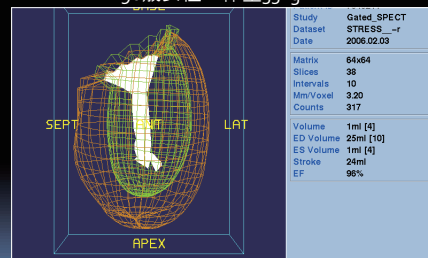 BASE
Study Gated_SPECT
Dataset STRESS__-r
Date 2006.02.03
Matrix 64x64
Slices 38
Intervals 10
Mm/Voxel 3.20
Counts 317
SEPT LAT
Volume 1ml [4]
ED Volume 25ml [10]
ES Volume 1ml [4]
Stroke 24ml
EF 96%
APEX